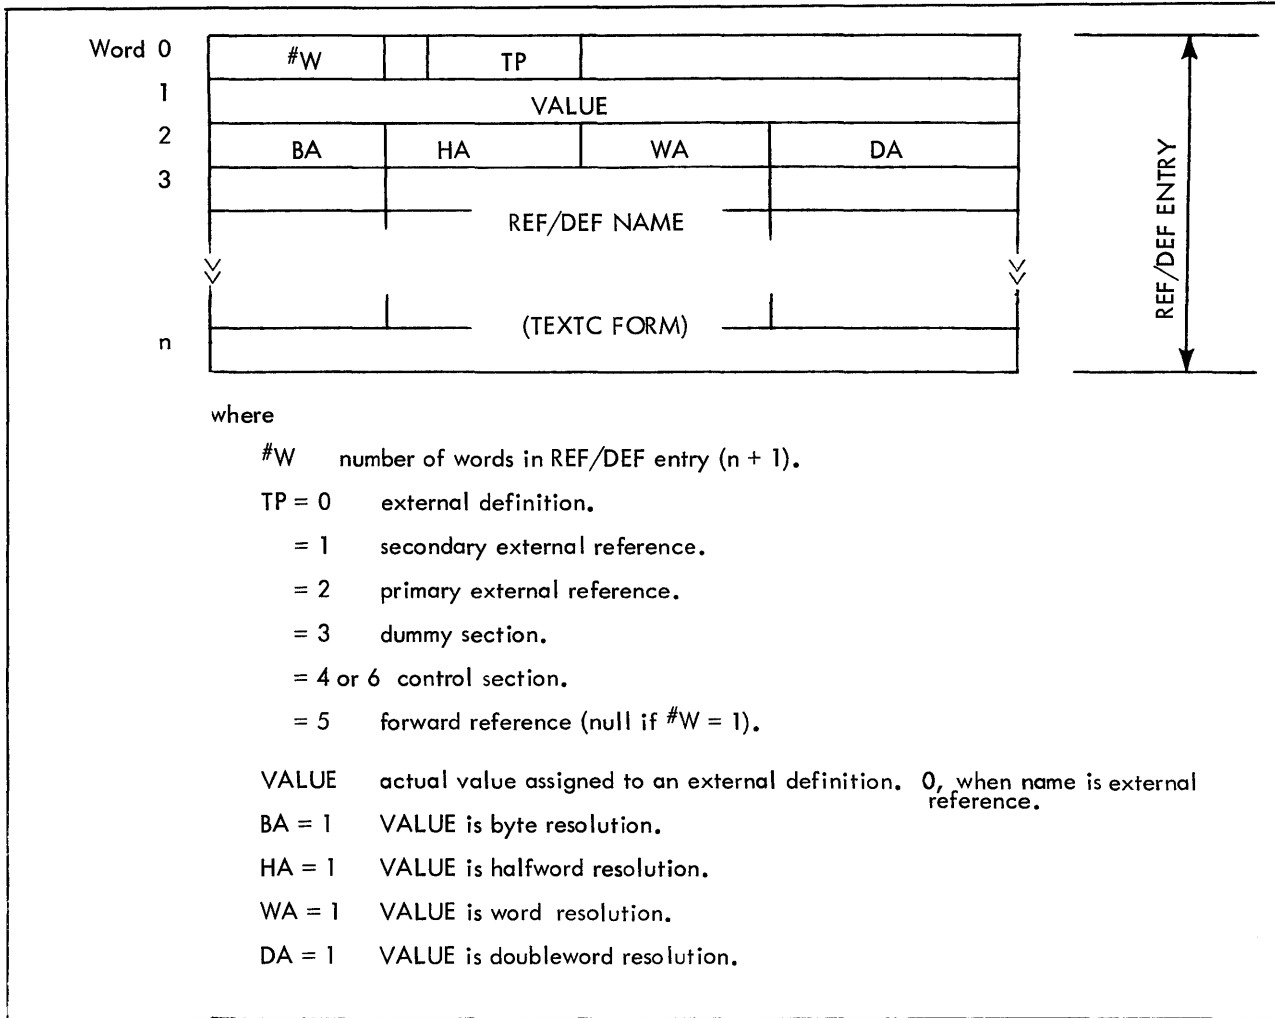 Word 0 #W TP
1 VALUE
2 BA HA WA DA
3
REF/DEF NAME
(TEXTC FORM)
n
REF/DEF ENTRY
where
#W number of words in REF/DEF entry (n + 1).
TP = 0 external definition.
= 1 secondary external reference.
= 2 primary external reference.
= 3 dummy section.
= 4 or 6 control section.
= 5 forward reference (null if #W = 1).
VALUE actual value assigned to an external definition. 0, when name is external
reference.
BA = 1 VALUE is byte resolution.
HA = 1 VALUE is halfword resolution.
WA = 1 VALUE is word resolution.
DA = 1 VALUE is doubleword resolution.